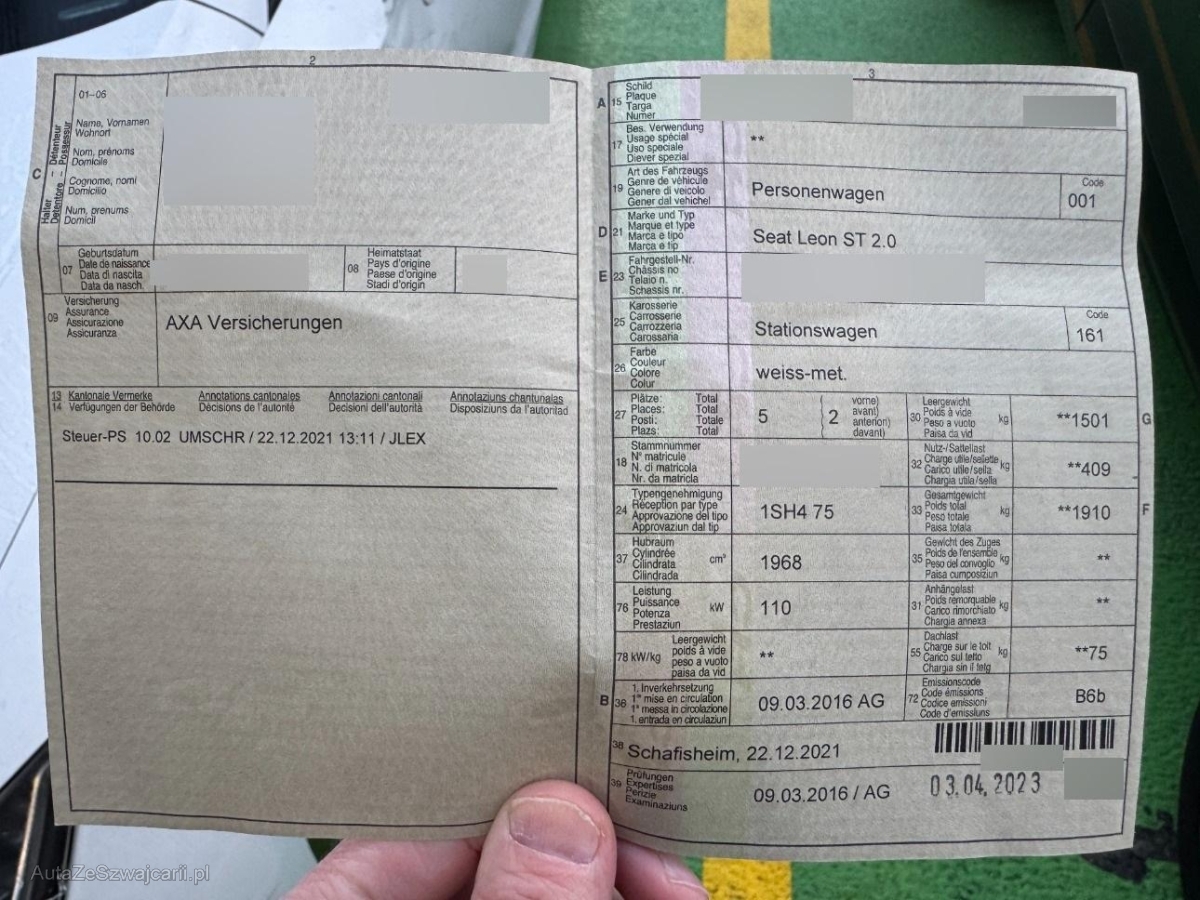 2
01–06
Name, Vornamen
Wohnort
Nom, prénoms
Domicile
Cognome, nomi
Domicilio
Num, prenums
Domicil
C
Halter - Détenteur
Detentore - Possessur
07
Geburtsdatum
Date de naissance
Data di nascita
Data da nasch.
08
Heimatstaat
Pays d'origine
Paese d'origine
Stadi d'origin
09
Versicherung
Assurance
Assicurazione
Assicuranza
AXA Versicherungen
13 Kantonale Vermerke Annotations cantonales Annotazioni cantonali Annotaziuns chantunalas
14 Verfügungen der Behörde Décisions de l'autorité Decisioni dell'autorità Disposiziuns da l'autoritad
Steuer-PS 10.02 UMSCHR / 22.12.2021 13:11 / JLEX
3
A 15
Schild
Plaque
Targa
Numer
17
Bes. Verwendung
Usage spécial
Uso speciale
Diever spezial
**
19
Art des Fahrzeugs
Genre de véhicule
Genere di veicolo
Gener dal vehichel
Personenwagen
Code
001
D 21
Marke und Typ
Marque et type
Marca e tipo
Marca e tip
Seat Leon ST 2.0
E 23
Fahrgestell-Nr.
Châssis no
Telaio n.
Schassis nr.
25
Karosserie
Carrosserie
Carrozzeria
Carossaria
Stationswagen
Code
161
26
Farbe
Couleur
Colore
Colur
weiss-met.
27
Plätze: Total
Places: Total
Posti: Totale
Plazs: Total
5
2
vorne)
avant)
anteriori)
davant)
30
Leergewicht
Poids à vide
Peso a vuoto
Paisa da vid
kg
**1501
G
18
Stammnummer
N° matricule
N. di matricola
Nr. da matricla
32
Nutz-/Sattellast
Charge utile/sellette
Carico utile/sella
Chargia utila/sella
kg
**409
24
Typengenehmigung
Réception par type
Approvazione del tipo
Approvaziun dal tip
1SH4 75
33
Gesamtgewicht
Poids total
Peso totale
Paisa totala
kg
**1910
F
37
Hubraum
Cylindrée
Cilindrata
Cilindrada
cm³
1968
35
Gewicht des Zuges
Poids de l'ensemble
Peso del convoglio
Paisa cumposiziun
kg
**
76
Leistung
Puissance
Potenza
Prestaziun
kW
110
31
Anhängelast
Poids remorquable
Carico rimorchiato
Chargia annexa
kg
**
78 kW/kg
Leergewicht
poids à vide
peso a vuoto
paisa da vid
**
55
Dachlast
Charge sur le toit
Carico sul tetto
Chargia sin il tetg
kg
**75
B 36
1. Inverkehrsetzung
1re mise en circulation
1a messa in circolazione
1. entrada en circulaziun
09.03.2016 AG
72
Emissionscode
Code émissions
Codice emissioni
Code d'emissiuns
B6b
38 Schafisheim, 22.12.2021
39
Prüfungen
Expertises
Perizie
Examinaziuns
09.03.2016 / AG
03.04.2023
AutaZeSzwajcarii.pl